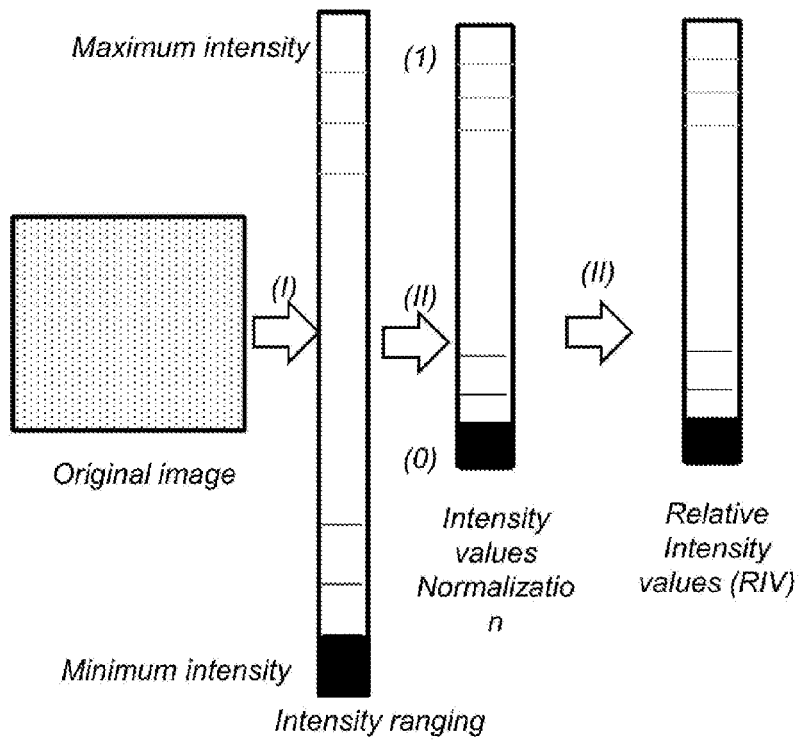 Maximum intensity
(1)
(I)
(II)
(II)
Original image
(0)
Intensity
values
Normalizatio
n
Relative
Intensity
values (RIV)
Minimum intensity
Intensity ranging